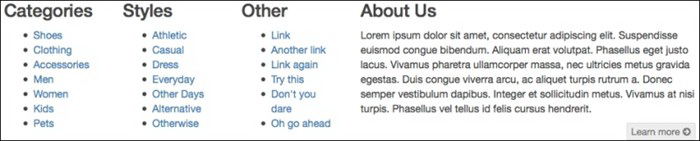 Categories
Shoes
Clothing
Accessories
Men
Women
Kids
Pets
Styles
Athletic
Casual
Dress
Everyday
Other Days
Alternative
Otherwise
Other
Link
Another link
Link again
Try this
Don't you
dare
Oh go ahead
About Us
Lorem ipsum dolor sit amet, consectetur adipiscing elit. Suspendisse
euismod congue bibendum. Aliquam erat volutpat. Phasellus eget justo
lacus. Vivamus pharetra ullamcorper massa, nec ultricies metus gravida
egestas. Duis congue viverra arcu, ac aliquet turpis rutrum a. Donec
semper vestibulum dapibus. Integer et sollicitudin metus. Vivamus at nisi
turpis. Phasellus vel tellus id felis cursus hendrerit.
Learn more